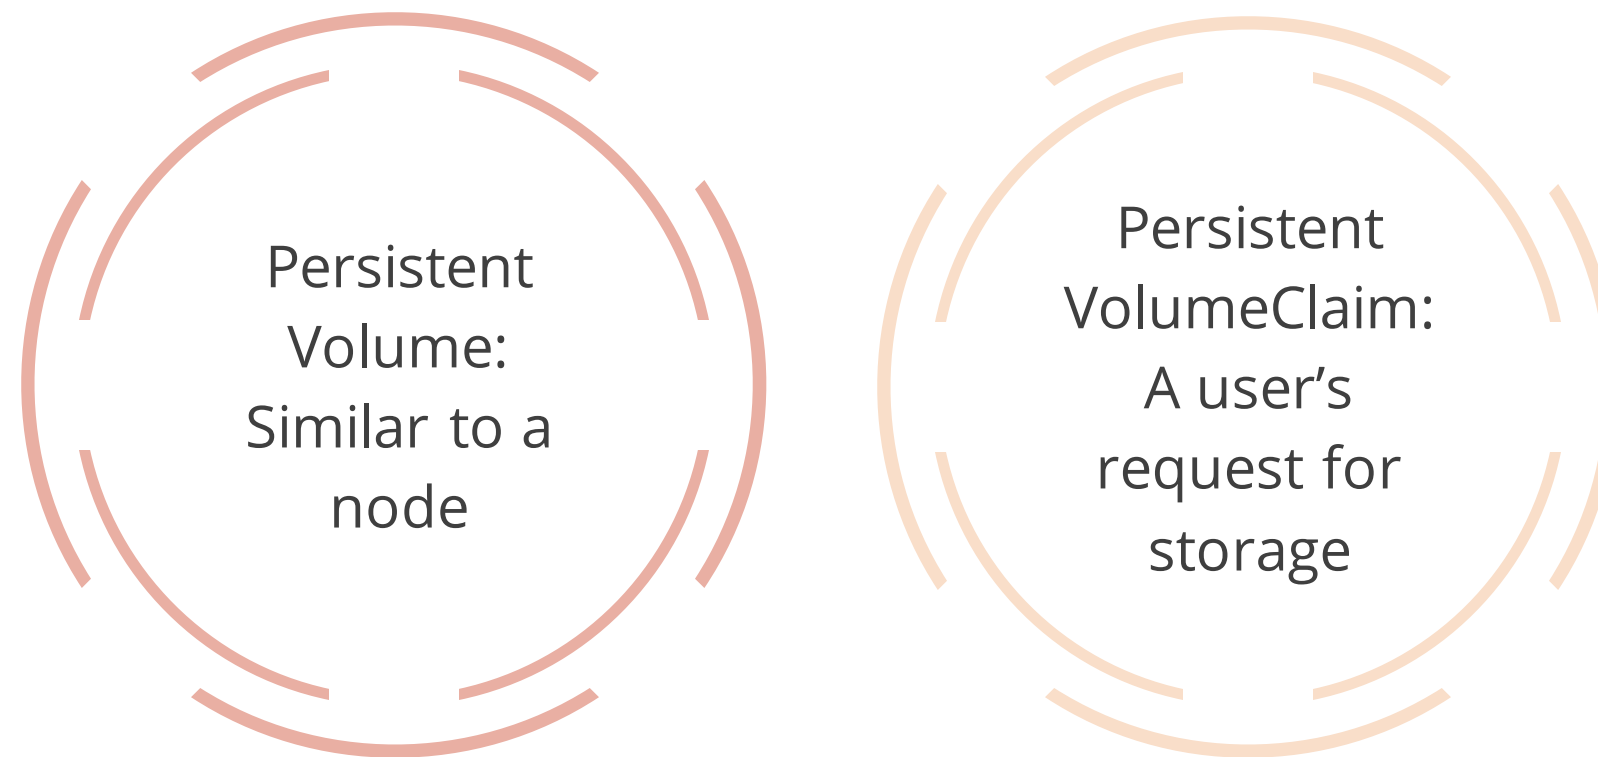 Persistent
Volume:
Similar to a
node
Persistent
VolumeClaim:
A user’s
request for
storage